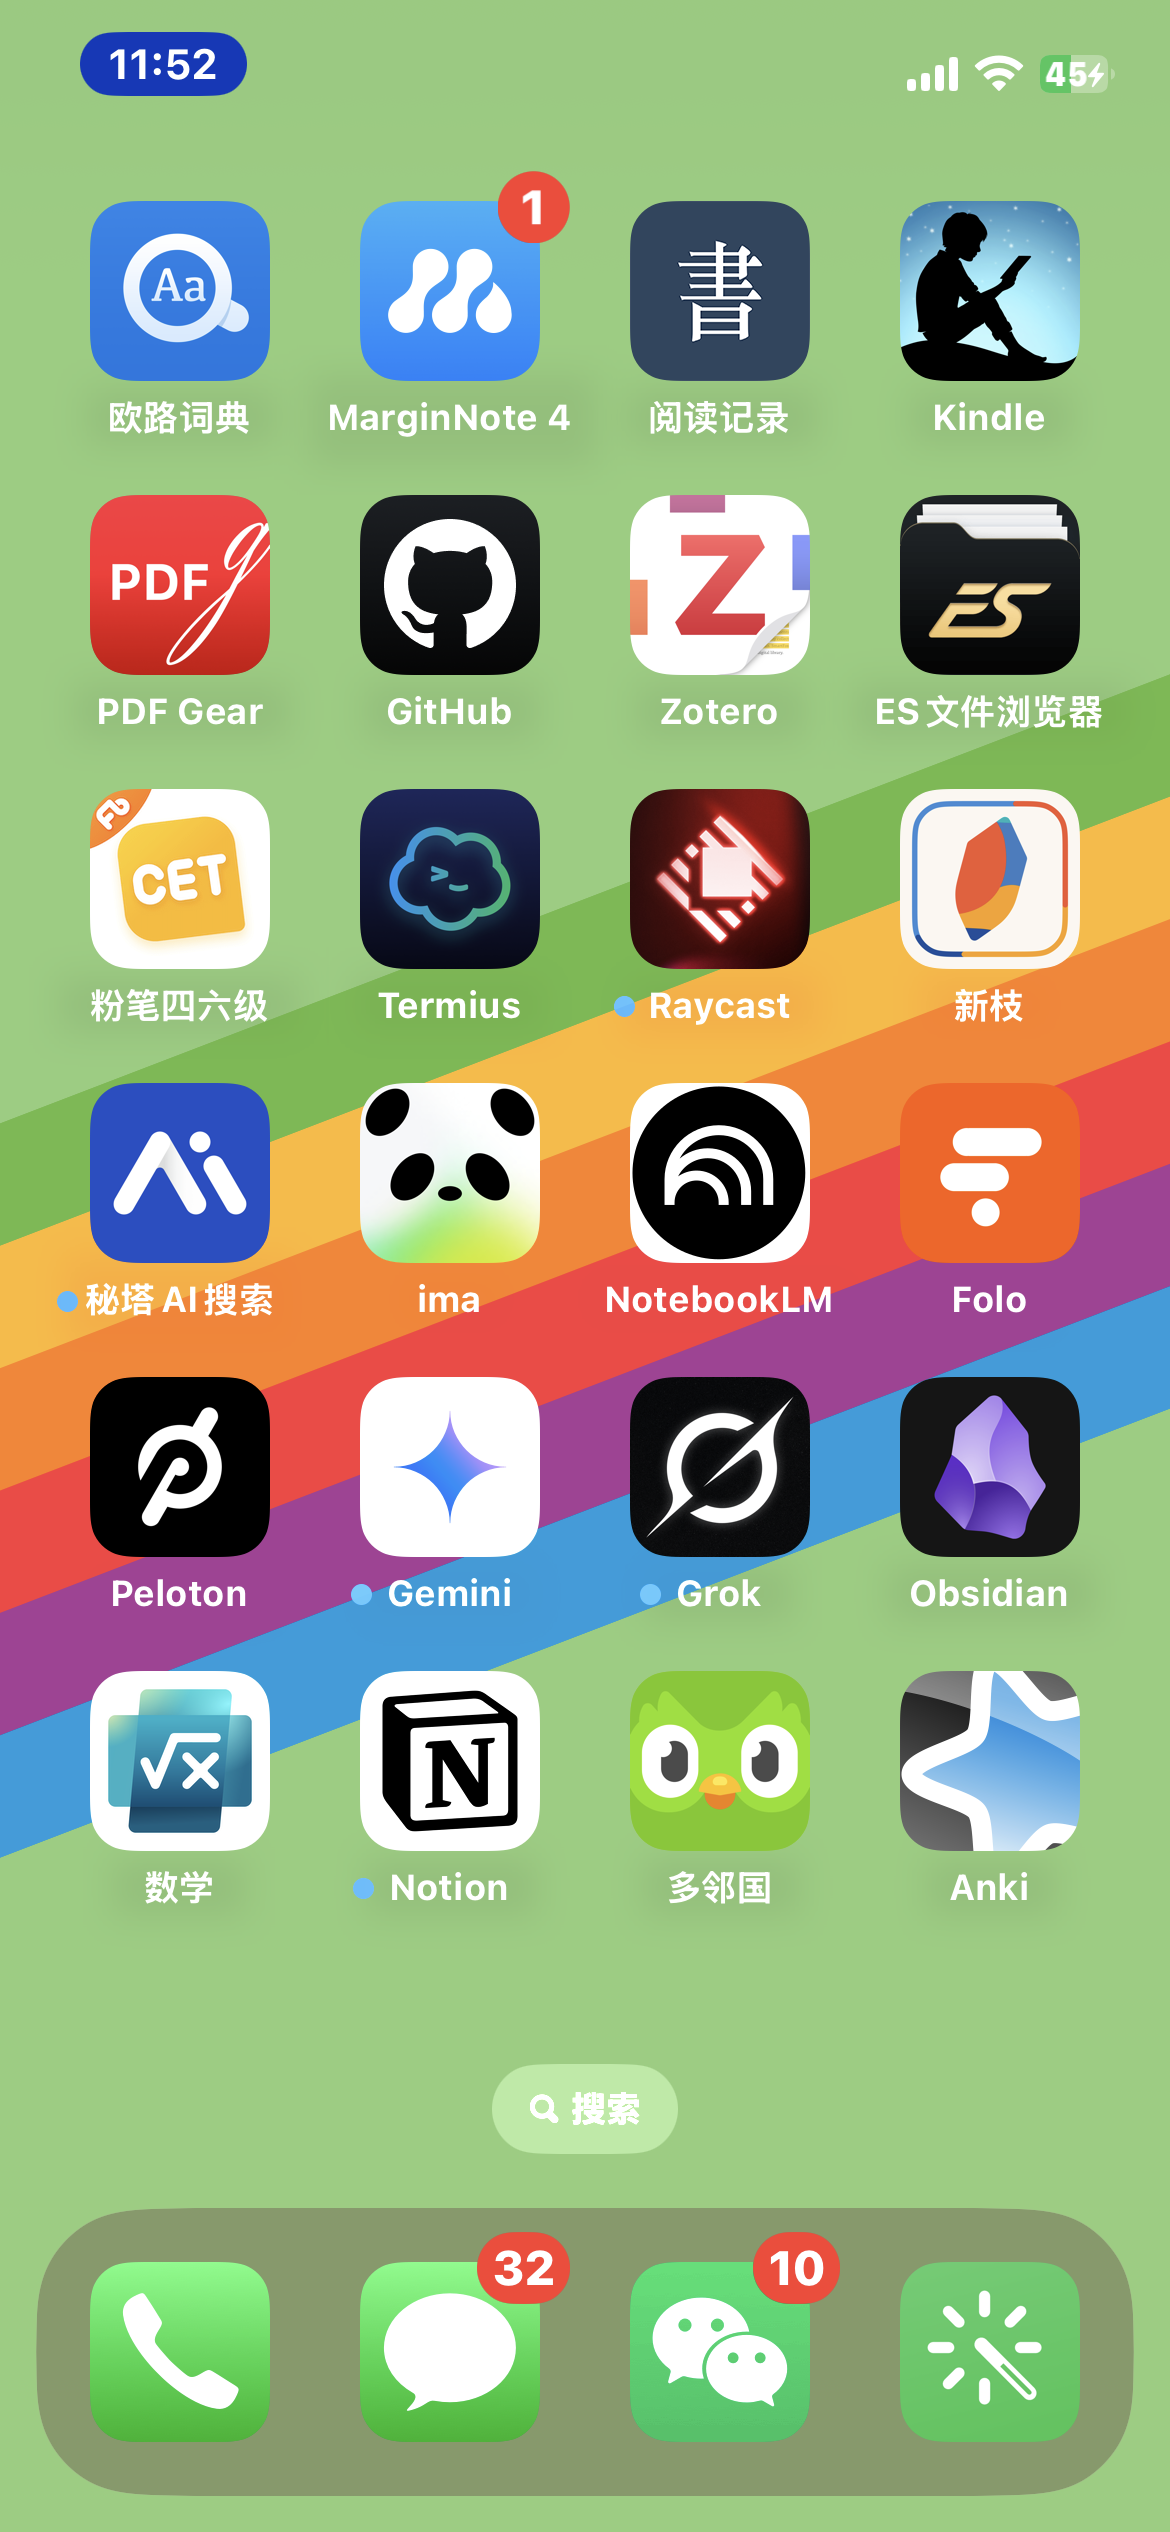 11:52
45
Aa
1
書
欧路词典
MarginNote 4
阅读记录
Kindle
PDF g
Z
ES
PDF Gear
GitHub
Zotero
ES 文件浏览器
Fb
CET
>_
粉笔四六级
Termius
Raycast
新枝
秘塔 AI 搜索
ima
NotebookLM
Folo
Peloton
Gemini
Grok
Obsidian
√x
N
数学
Notion
多邻国
Anki
搜索
32
10